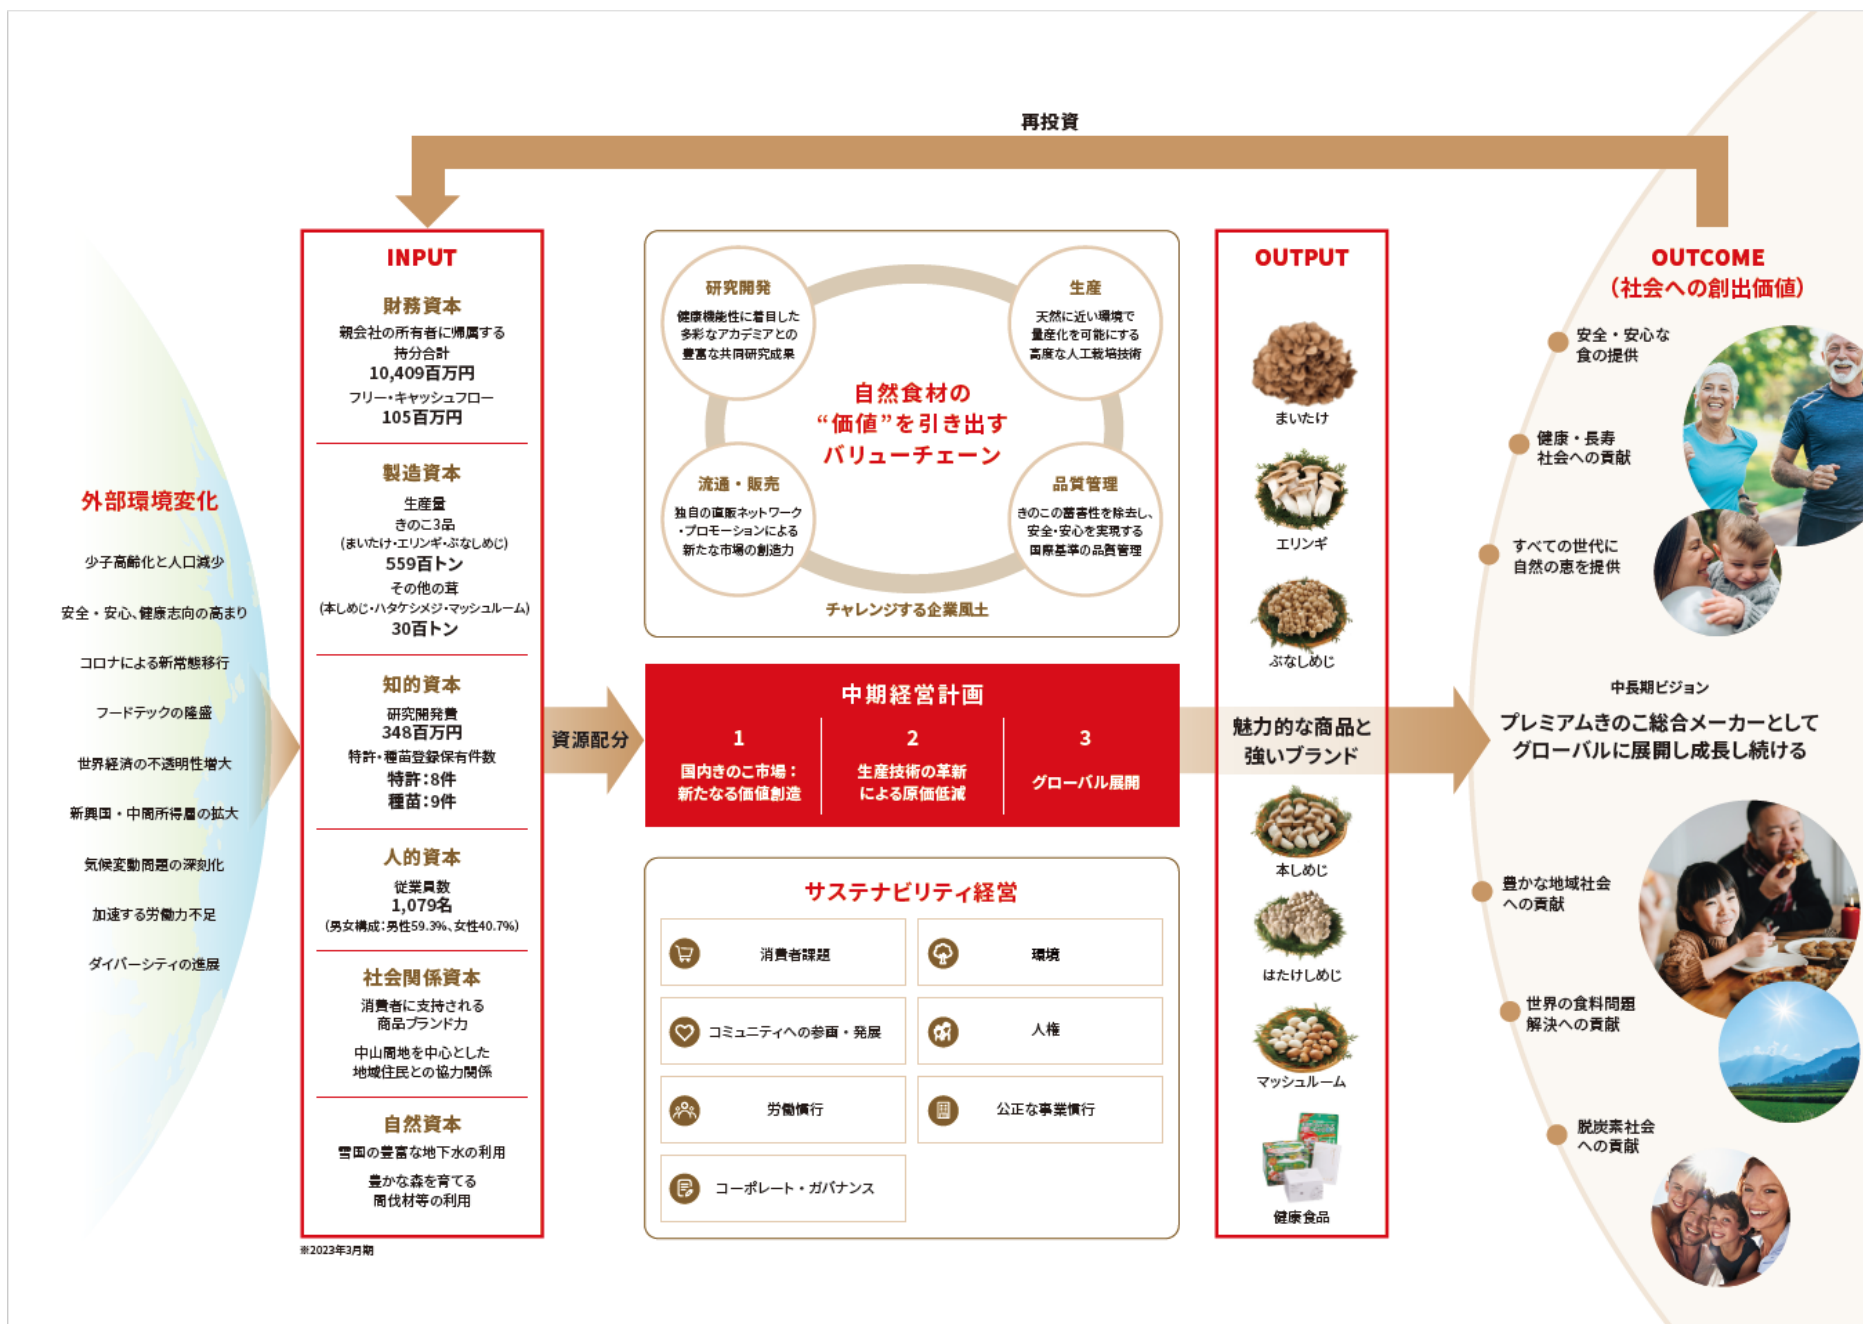 再投資
外部環境変化
少子高齢化と人口減少
安全・安心、健康志向の高まり
コロナによる新常態移行
フードテックの隆盛
世界経済の不透明性増大
新興国・中間所得層の拡大
気候変動問題の深刻化
加速する労働力不足
ダイバーシティの進展
INPUT
財務資本
親会社の所有者に帰属する
持分合計
10,409百万円
フリー・キャッシュフロー
105百万円
製造資本
生産量
きのこ3品
(まいたけ・エリンギ・ぶなしめじ)
559百トン
その他の茸
(本しめじ・ハタケシメジ・マッシュルーム)
30百トン
知的資本
研究開発費
348百万円
特許・種苗登録保有件数
特許：8件
種苗：9件
人的資本
従業員数
1,079名
(男女構成：男性59.3%、女性40.7%)
社会関係資本
消費者に支持される
商品ブランド力
中山間地を中心とした
地域住民との協力関係
自然資本
雪国の豊富な地下水の利用
豊かな森を育てる
間伐材等の利用
※2023年3月期
資源配分
研究開発
健康機能性に着目した
多彩なアカデミアとの
豊富な共同研究成果
生産
天然に近い環境で
量産化を可能にする
高度な人工栽培技術
自然食材の
“価値”を引き出す
バリューチェーン
流通・販売
独自の直販ネットワーク
・プロモーションによる
新たな市場の創造力
品質管理
きのこの蓄害性を除去し、
安全・安心を実現する
国際基準の品質管理
チャレンジする企業風土
中期経営計画
1
国内きのこ市場：
新たなる価値創造
2
生産技術の革新
による原価低減
3
グローバル展開
サステナビリティ経営
消費者課題
環境
コミュニティへの参画・発展
人権
労働慣行
公正な事業慣行
コーポレート・ガバナンス
OUTPUT
まいたけ
エリンギ
ぶなしめじ
魅力的な商品と
強いブランド
本しめじ
はたけしめじ
マッシュルーム
健康食品
OUTCOME
（社会への創出価値）
安全・安心な
食の提供
健康・長寿
社会への貢献
すべての世代に
自然の恵を提供
中長期ビジョン
プレミアムきのこ総合メーカーとして
グローバルに展開し成長し続ける
豊かな地域社会
への貢献
世界の食料問題
解決への貢献
脱炭素社会
への貢献